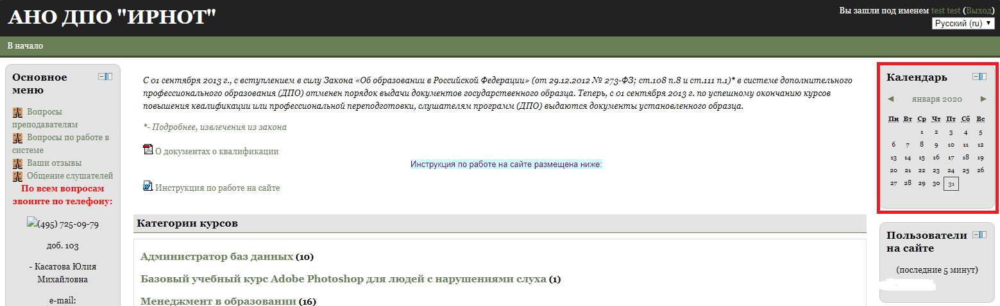 АНО ДПО "ИРНОТ"
Вы зашли под именем test test (Выход)
Русский (ru)
В начало
Основное
меню
Вопросы
преподавателям
Вопросы по работе в
системе
Ваши отзывы
Общение слушателей
По всем вопросам
звоните по телефону:
(495) 725-09-79
доб. 103
- Касатова Юлия
Михайловна
e-mail:
С 01 сентября 2013 г., с вступлением в силу Закона «Об образовании в Российской Федерации» (от 29.12.2012 № 273-ФЗ; ст.108 п.8 и ст.111 п.1)* в системе дополнительного
профессионального образования (ДПО) отменен порядок выдачи документов государственного образца. Теперь, с 01 сентября 2013 г. по успешному окончанию курсов
повышения квалификации или профессиональной переподготовки, слушателям программ (ДПО) выдаются документы установленного образца.
*- Подробнее, извлечения из закона
О документах о квалификации
Инструкция по работе на сайте размещена ниже:
Инструкция по работе на сайте
Категории курсов
Администратор баз данных (10)
Базовый учебный курс Adobe Photoshop для людей с нарушениями слуха (1)
Менеджмент в образовании (16)
Календарь
◄ января 2020 ►
Пн Вт Ср Чт Пт Сб Вс
1 2 3 4 5
6 7 8 9 10 11 12
13 14 15 16 17 18 19
20 21 22 23 24 25 26
27 28 29 30 31
Пользователи
на сайте
(последние 5 минут)